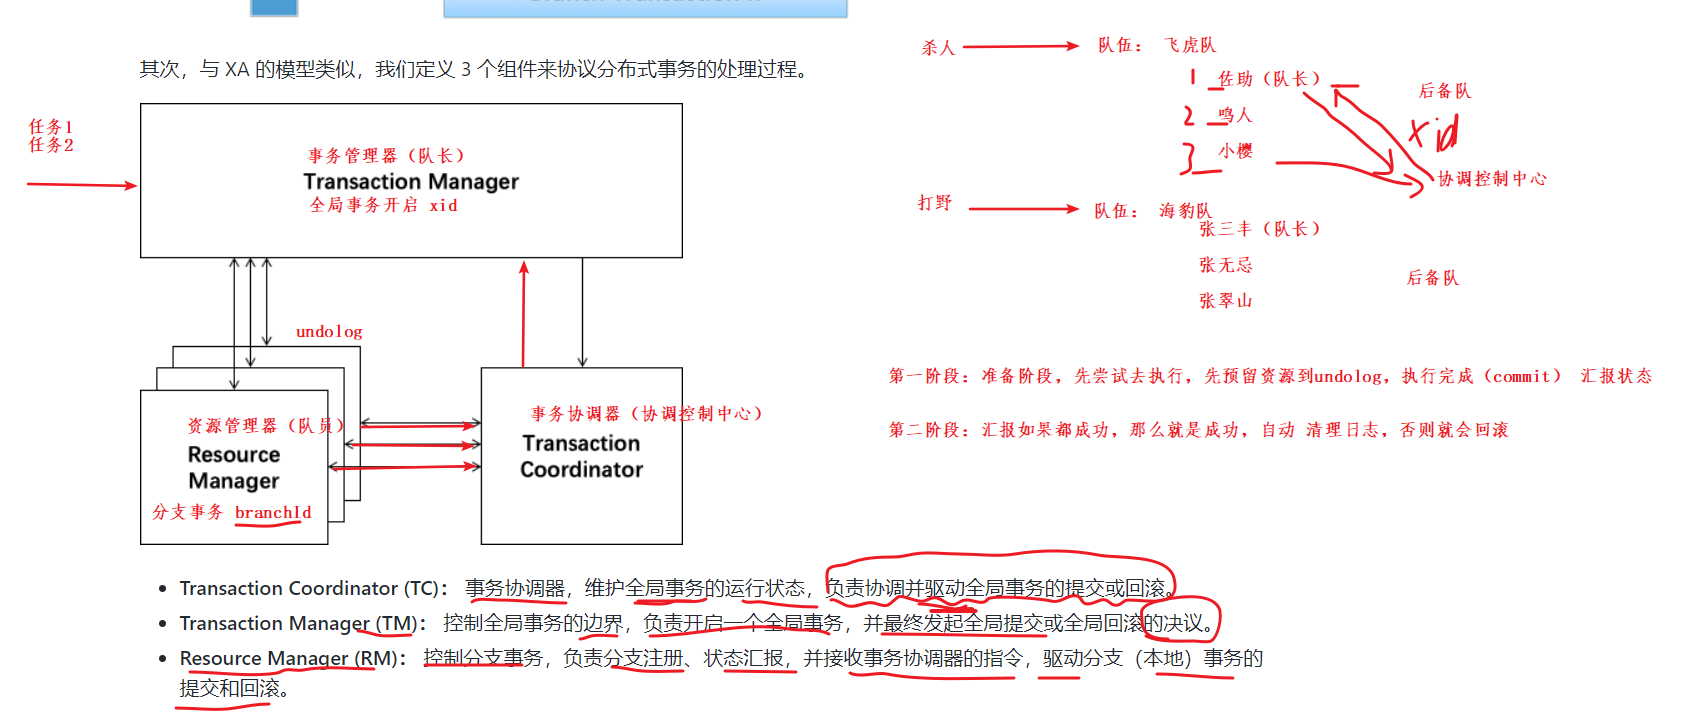 其次，与 XA 的模型类似，我们定义 3 个组件来协议分布式事务的处理过程。
任务1
任务2
事务管理器（队长）
Transaction Manager
全局事务开启 xid
undolog
资源管理器（队员）
Resource
Manager
分支事务 branchId
事务协调器（协调控制中心）
Transaction
Coordinator
杀人
队伍： 飞虎队
1 佐助（队长）
后备队
2 鸣人
xid
3 小樱
协调控制中心
打野
队伍： 海豹队
张三丰（队长）
张无忌
后备队
张翠山
第一阶段：准备阶段，先尝试去执行，先预留资源到undolog，执行完成（commit） 汇报状态
第二阶段：汇报如果都成功，那么就是成功，自动 清理日志，否则就会回滚
• Transaction Coordinator (TC)： 事务协调器，维护全局事务的运行状态，负责协调并驱动全局事务的提交或回滚。
• Transaction Manager (TM)： 控制全局事务的边界，负责开启一个全局事务，并最终发起全局提交或全局回滚的决议。
• Resource Manager (RM)： 控制分支事务，负责分支注册、状态汇报，并接收事务协调器的指令，驱动分支（本地）事务的
提交和回滚。